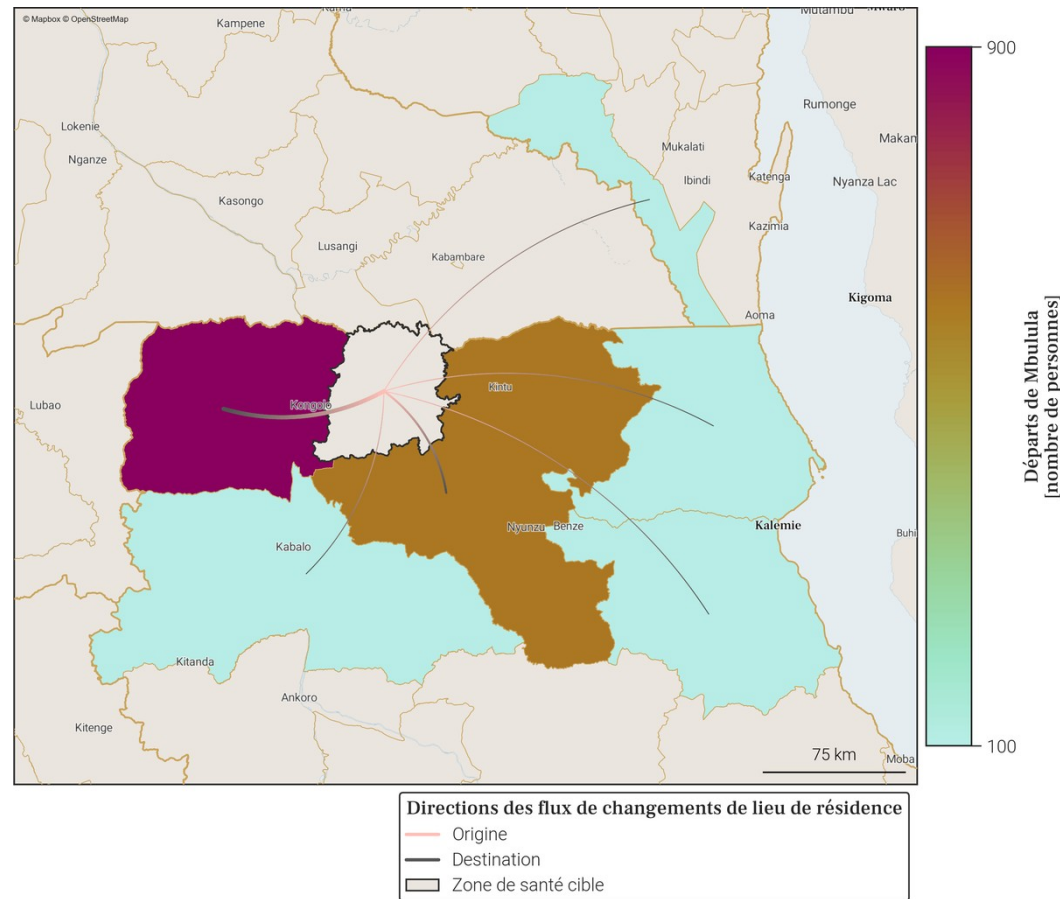 © Mapbox © OpenStreetMap
Kampene
Mutambu
Lokenie
Rumonge
Nganze
Mukalati
Makan
Ibindi
Katenga
Nyanza Lac
Kasongo
Kazimia
Lusangi
Kabambare
Kigoma
Aoma
Kintu
Lubao
Kongolo
Nyunzu
Benze
Kalemie
Buhi
Kabalo
Kitanda
Ankoro
Kitenge
75 km
Moba
900
Départs de Mbulula
[nombre de personnes]
100
Directions des flux de changements de lieu de résidence
Origine
Destination
Zone de santé cible